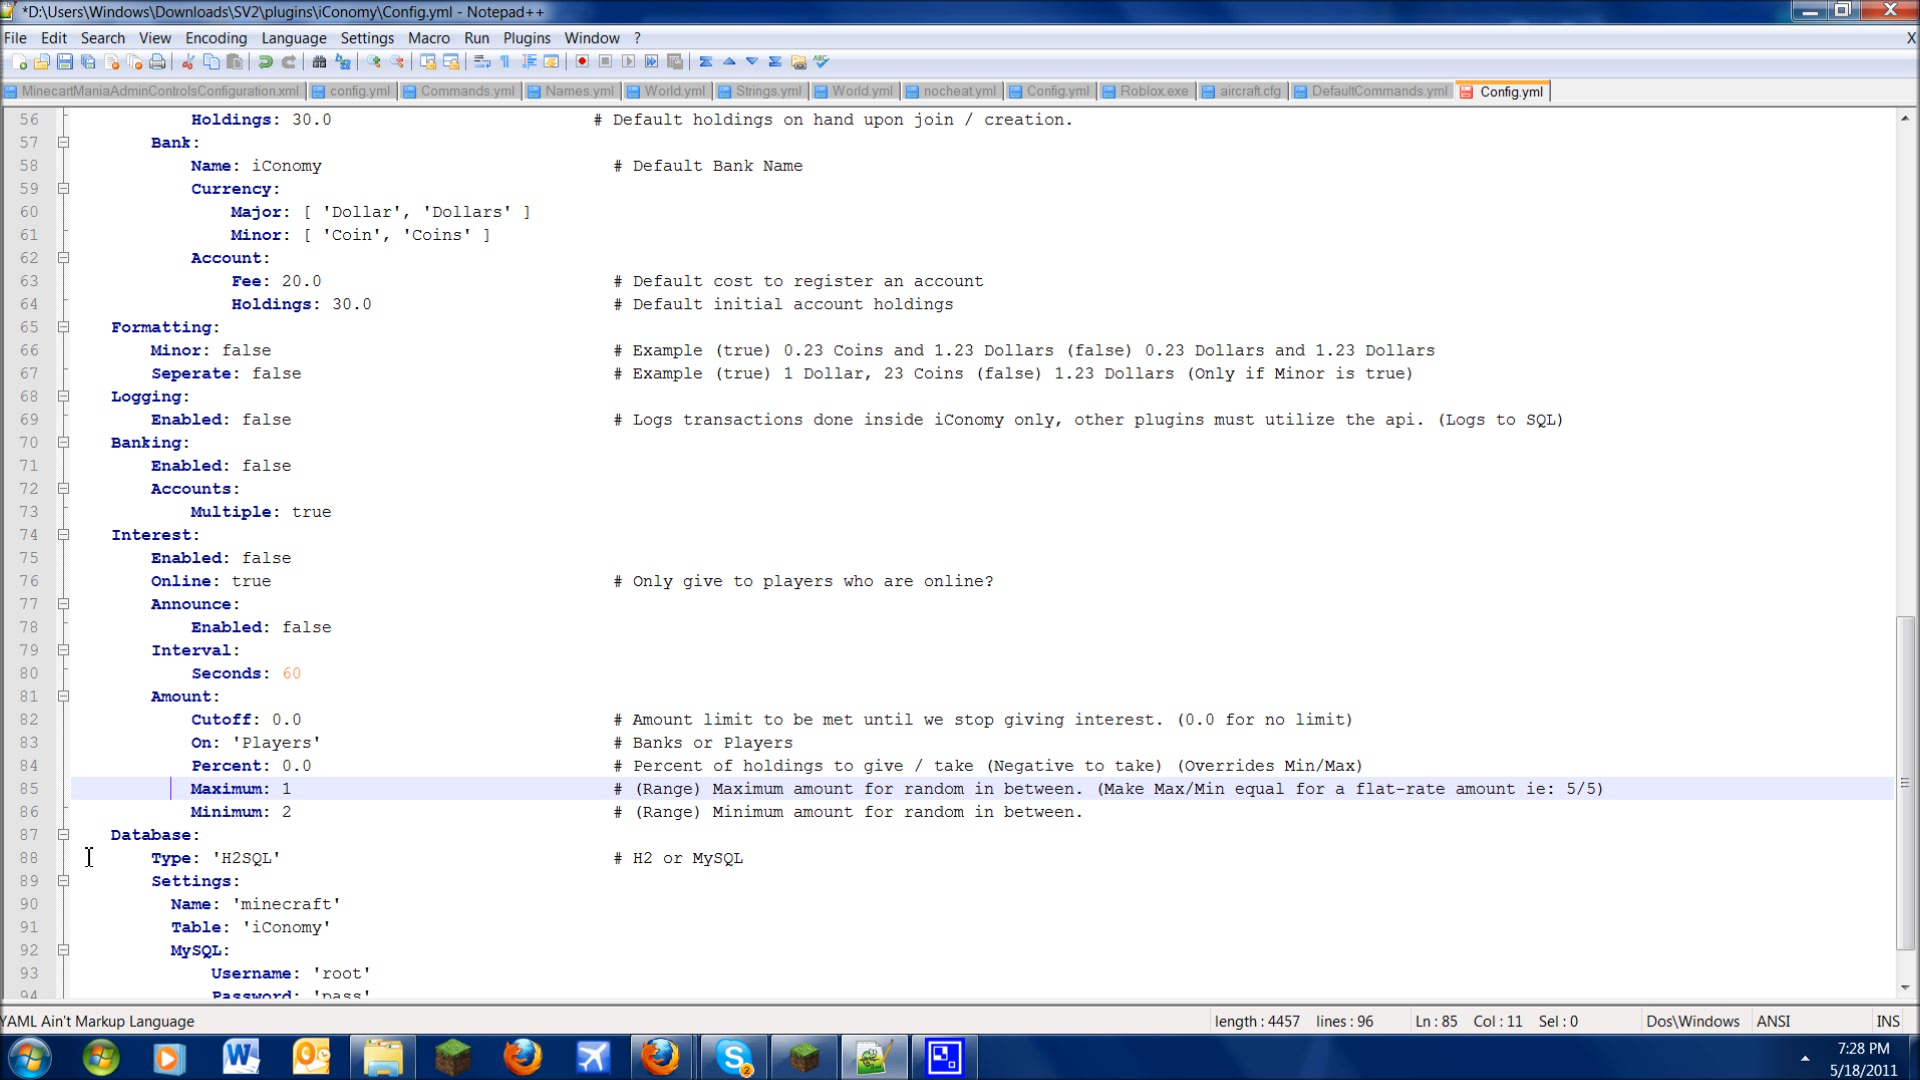 *D:\Users\Windows\Downloads\SV2\plugins\iConomy\Config.yml - Notepad++
File Edit Search View Encoding Language Settings Macro Run Plugins Window ? X
MinecartManiaAdminControlsConfiguration.xml config.yml Commands.yml Names.yml World.yml Strings.yml World.yml nocheat.yml Config.yml Roblox.exe aircraft.cfg DefaultCommands.yml Config.yml
56 Holdings: 30.0 # Default holdings on hand upon join / creation.
57 Bank:
58 Name: iConomy # Default Bank Name
59 Currency:
60 Major: [ 'Dollar', 'Dollars' ]
61 Minor: [ 'Coin', 'Coins' ]
62 Account:
63 Fee: 20.0 # Default cost to register an account
64 Holdings: 30.0 # Default initial account holdings
65 Formatting:
66 Minor: false # Example (true) 0.23 Coins and 1.23 Dollars (false) 0.23 Dollars and 1.23 Dollars
67 Seperate: false # Example (true) 1 Dollar, 23 Coins (false) 1.23 Dollars (Only if Minor is true)
68 Logging:
69 Enabled: false # Logs transactions done inside iConomy only, other plugins must utilize the api. (Logs to SQL)
70 Banking:
71 Enabled: false
72 Accounts:
73 Multiple: true
74 Interest:
75 Enabled: false
76 Online: true # Only give to players who are online?
77 Announce:
78 Enabled: false
79 Interval:
80 Seconds: 60
81 Amount:
82 Cutoff: 0.0 # Amount limit to be met until we stop giving interest. (0.0 for no limit)
83 On: 'Players' # Banks or Players
84 Percent: 0.0 # Percent of holdings to give / take (Negative to take) (Overrides Min/Max)
85 Maximum: 1 # (Range) Maximum amount for random in between. (Make Max/Min equal for a flat-rate amount ie: 5/5)
86 Minimum: 2 # (Range) Minimum amount for random in between.
87 Database:
88 Type: 'H2SQL' # H2 or MySQL
89 Settings:
90 Name: 'minecraft'
91 Table: 'iConomy'
92 MySQL:
93 Username: 'root'
94 Password: 'pass'
YAML Ain't Markup Language length : 4457 lines : 96 Ln : 85 Col : 11 Sel : 0 Dos\Windows ANSI INS
7:28 PM
5/18/2011